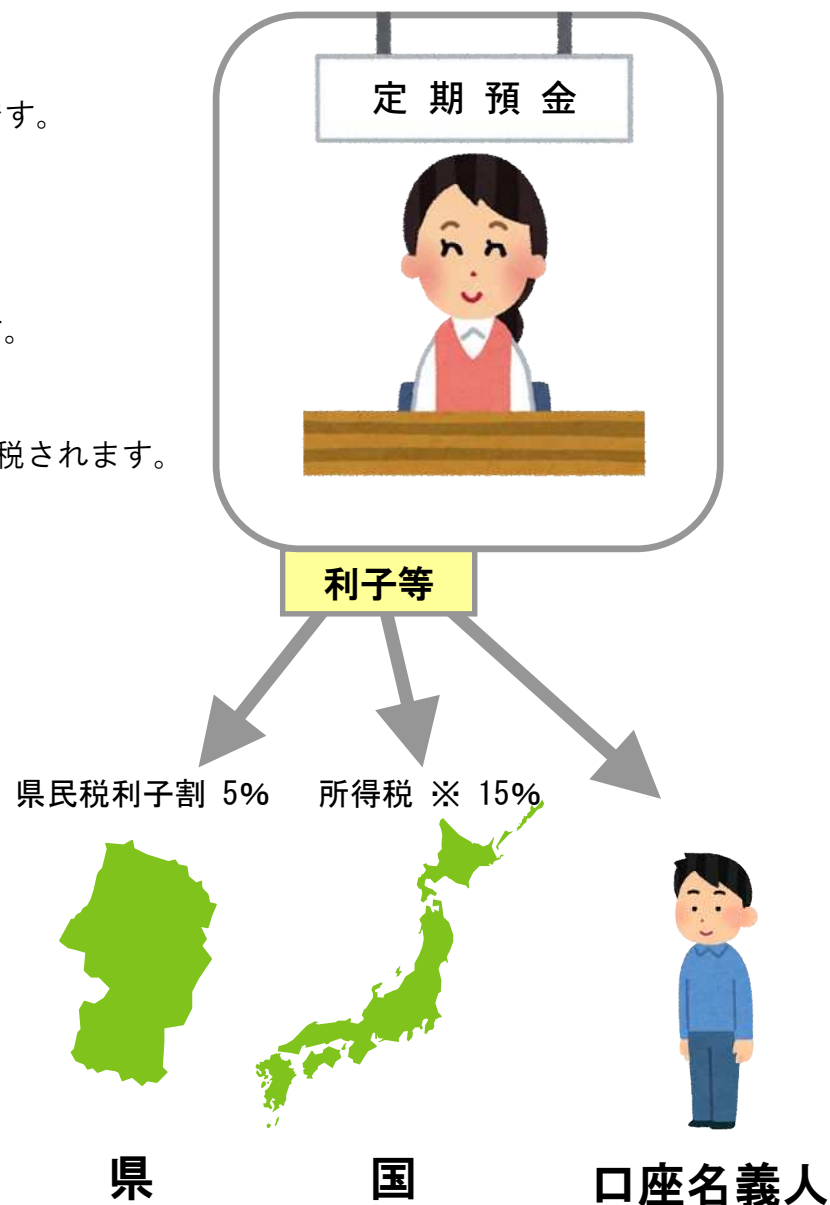 定期預金
す。
。
税されます。
利子等
県民税利子割 5%
所得税 ※ 15%
県
国
口座名義人